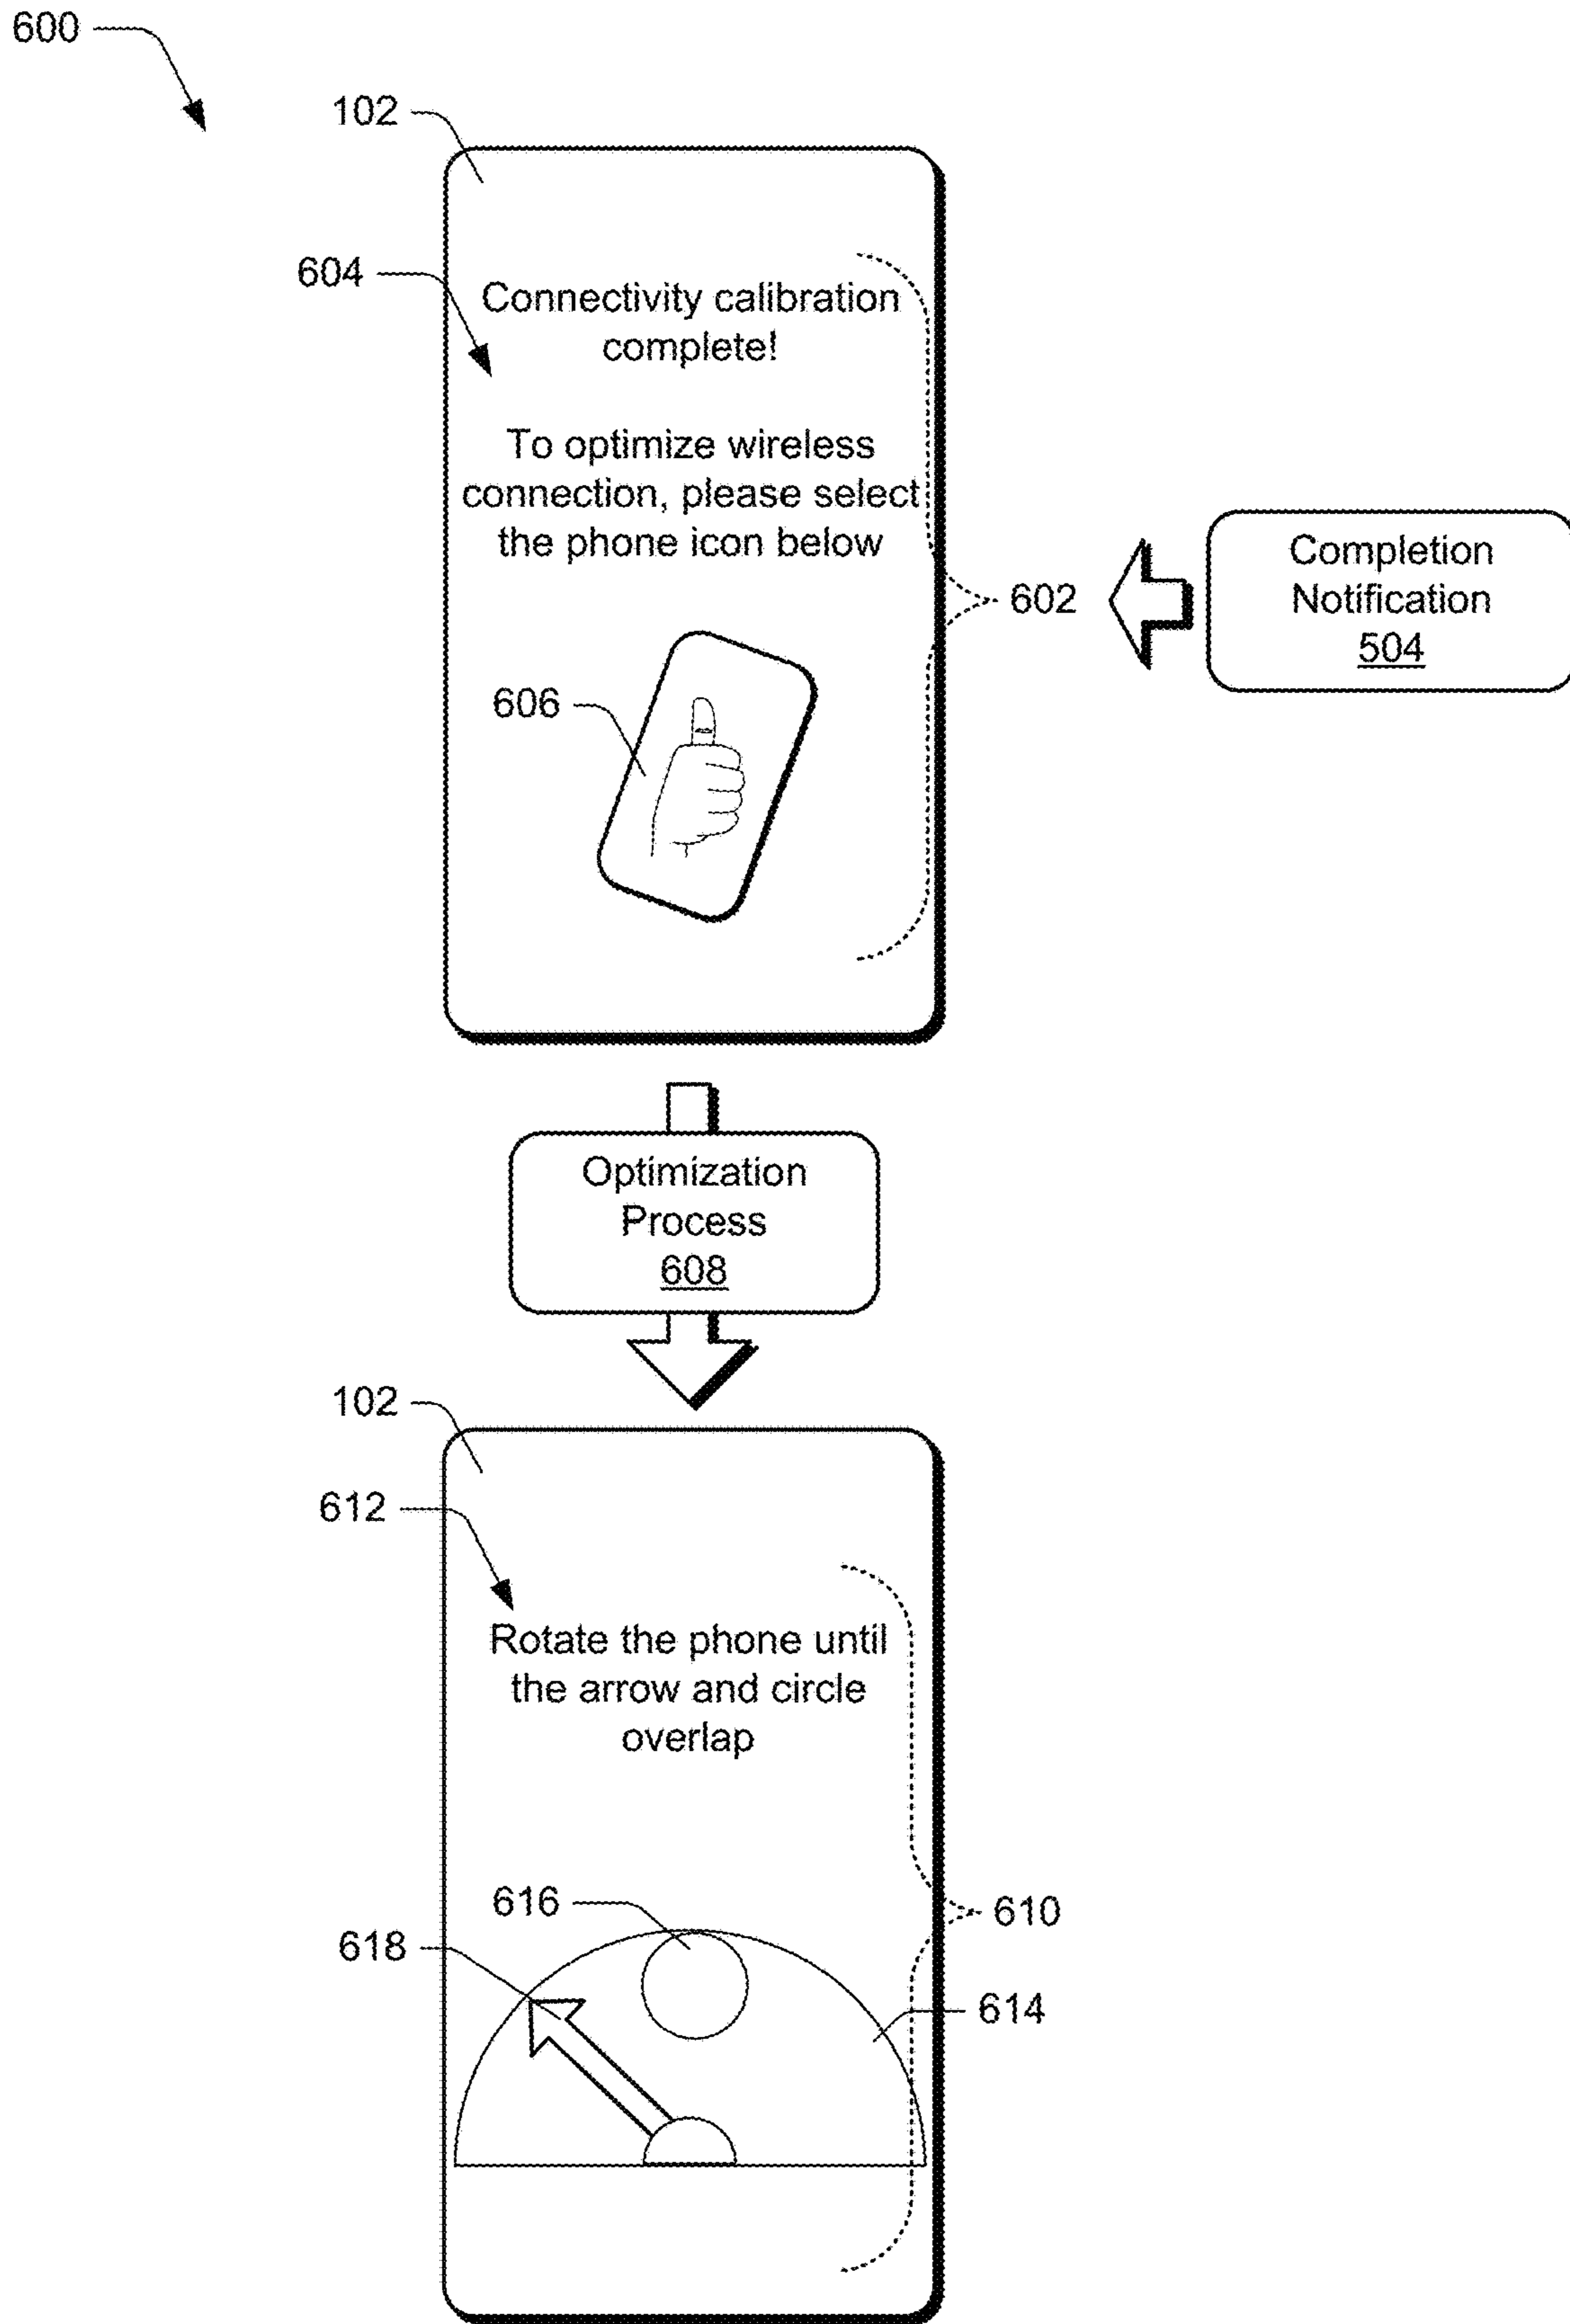 600
102
604
Connectivity calibration
complete!
To optimize wireless
connection, please select
the phone icon below
602
Completion
Notification
504
606
Optimization
Process
608
102
612
Rotate the phone until
the arrow and circle
overlap
616
610
618
614